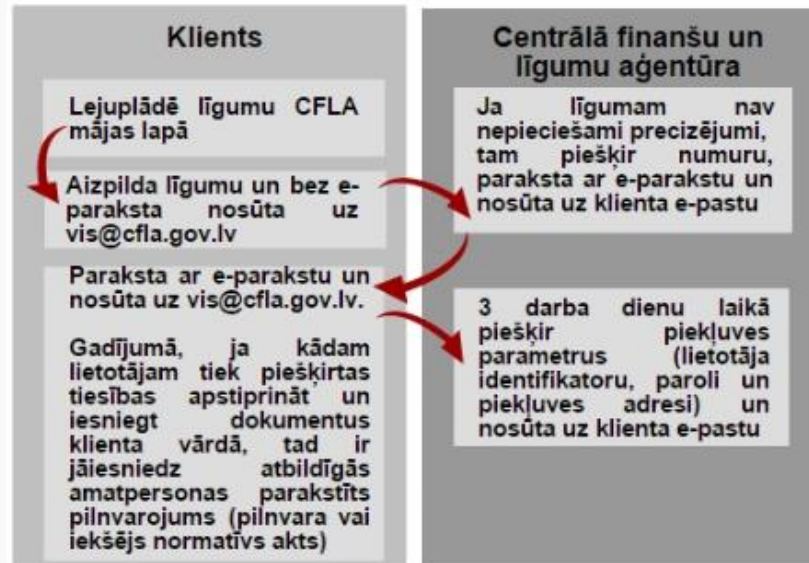 Klients
Lejuplādē līgumu CFLA
mājas lapā
Aizpilda līgumu un bez e-
paraksta nosūta uz
vis@cfla.gov.lv
Paraksta ar e-parakstu un
nosūta uz vis@cfla.gov.lv.
Gadījumā, ja kādam
lietotājam tiek piešķirtas
tiesības apstiprināt un
iesniegt dokumentus
klienta vārdā, tad ir
jāiesniedz atbildīgās
amatpersonas parakstīts
pilnvarojums (pilnvara vai
iekšējs normatīvs akts)
Centrālā finanšu un
līgumu aģentūra
Ja līgumam nav
nepieciešami precizējumi,
tam piešķir numuru,
paraksta ar e-parakstu un
nosūta uz klienta e-pastu
3 darba dienu laikā
piešķir piekļuves
parametrus (lietotāja
identifikatoru, paroli un
piekļuves adresi) un
nosūta uz klienta e-pastu